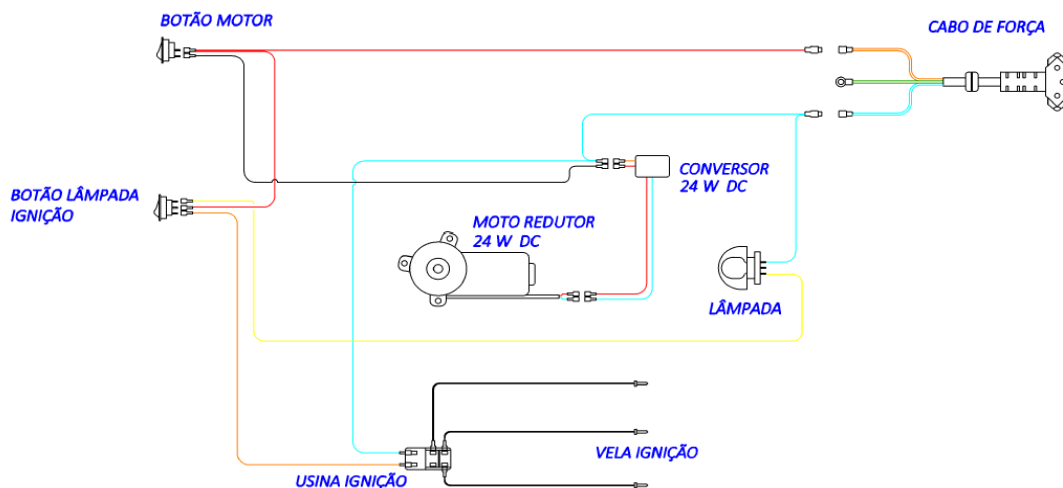 BOTÃO MOTOR
CABO DE FORÇA
CONVERSOR
24 W DC
BOTÃO LÂMPADA
IGNIÇÃO
MOTO REDUTOR
24 W DC
LÂMPADA
VELA IGNIÇÃO
USINA IGNIÇÃO